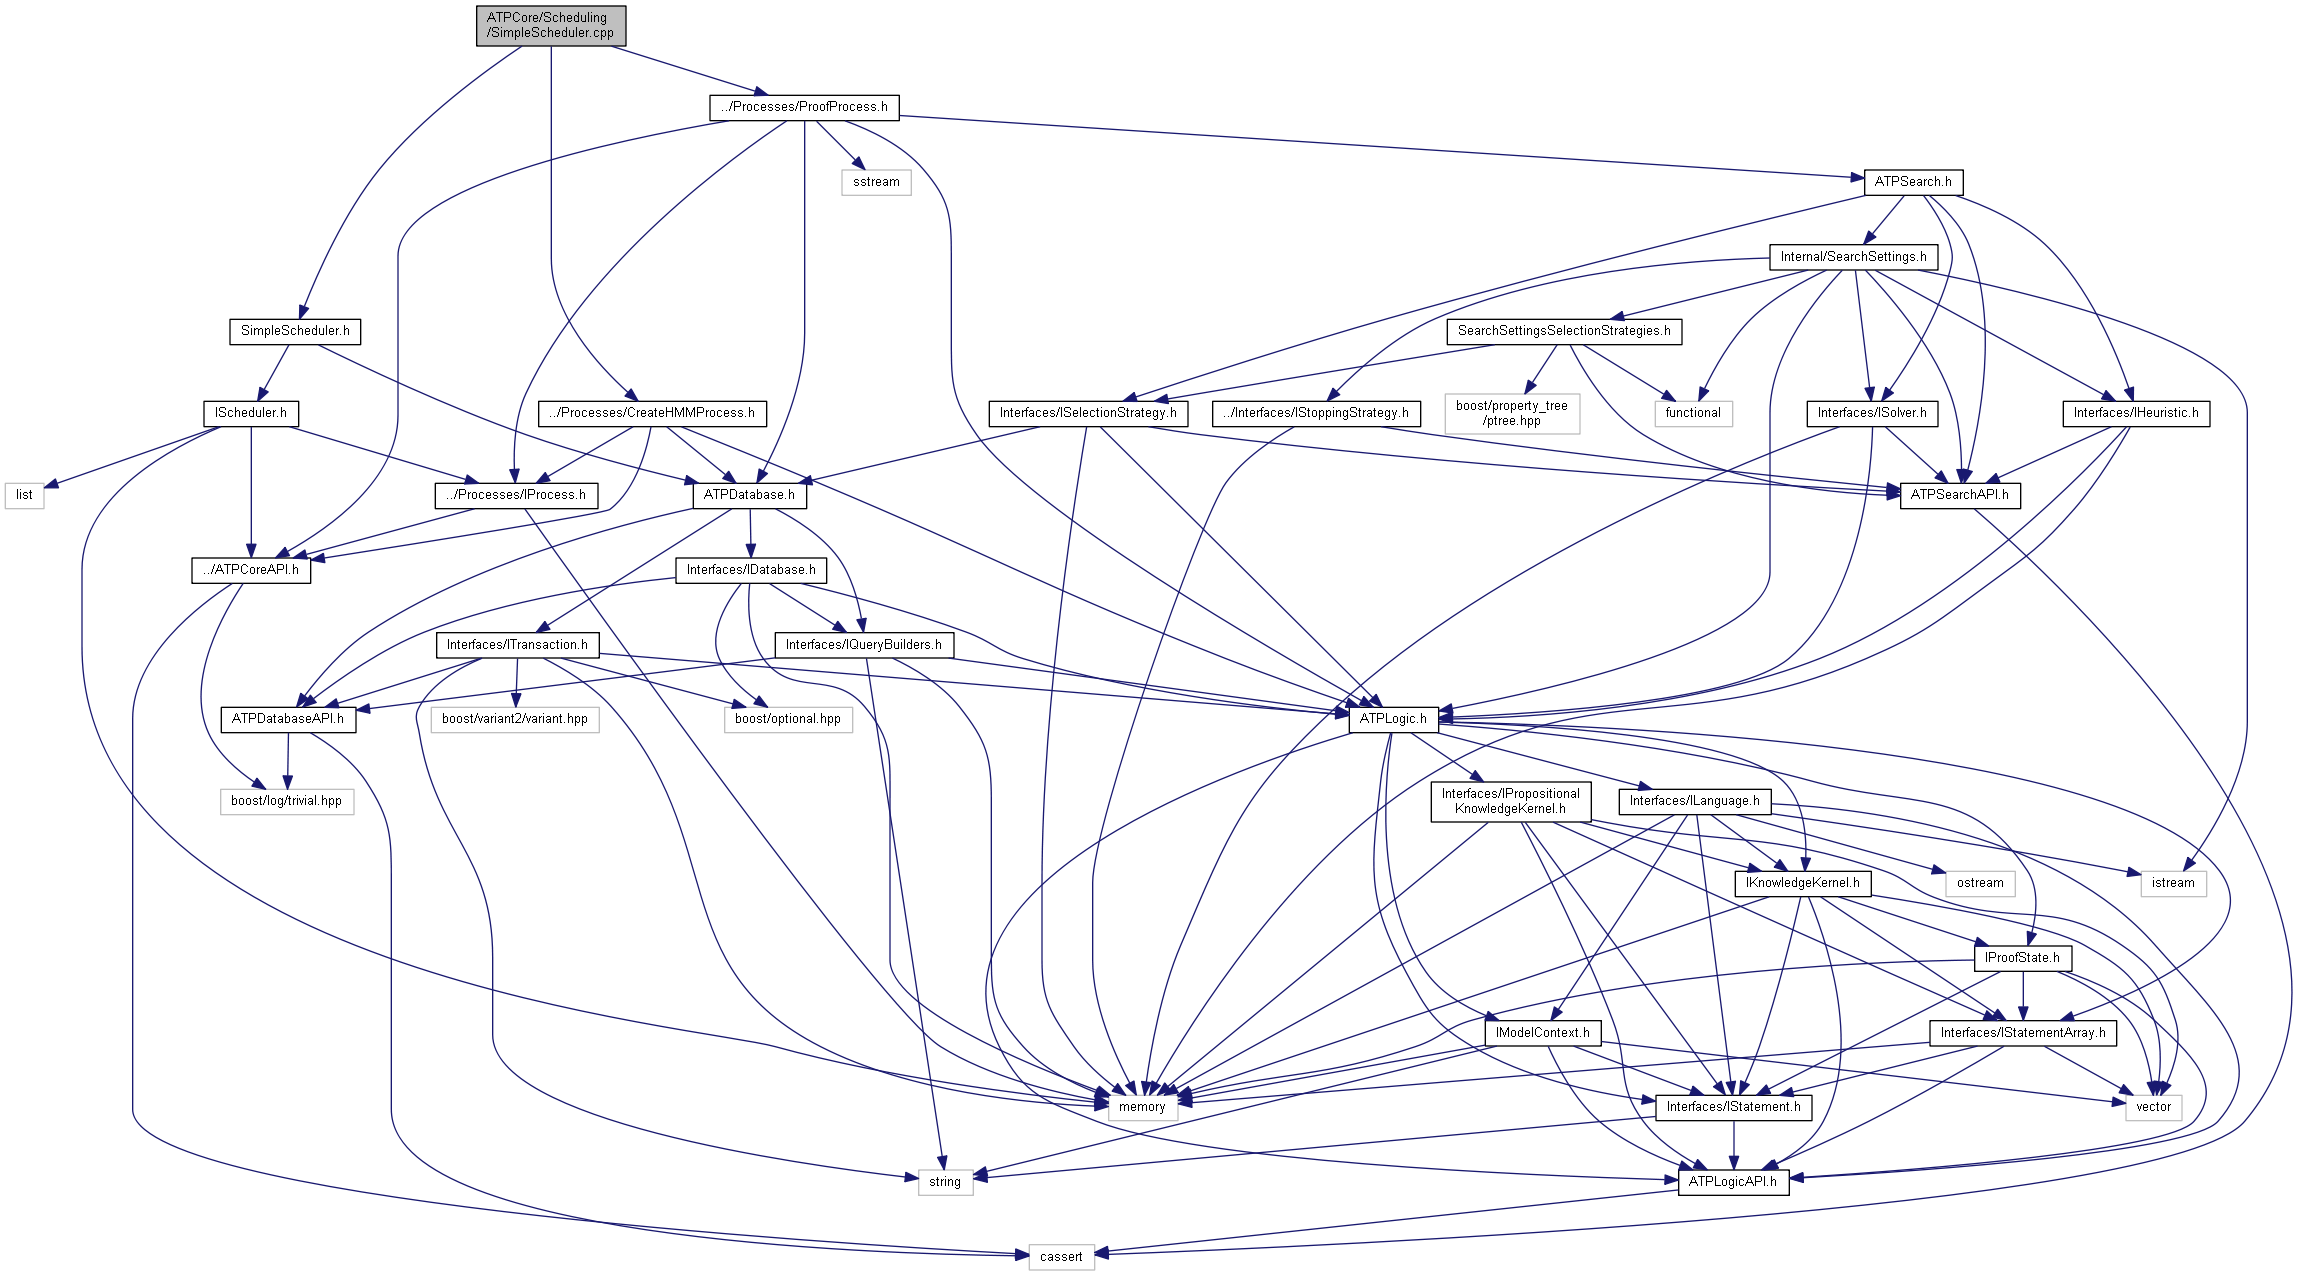 ATPCore/Scheduling
/SimpleScheduler.cpp
../Processes/ProofProcess.h
sstream
ATPSearch.h
Internal/SearchSettings.h
SimpleScheduler.h
SearchSettingsSelectionStrategies.h
IScheduler.h
../Processes/CreateHMMProcess.h
Interfaces/ISelectionStrategy.h
../Interfaces/IStoppingStrategy.h
boost/property_tree
/ptree.hpp
functional
Interfaces/ISolver.h
Interfaces/IHeuristic.h
list
../Processes/IProcess.h
ATPDatabase.h
ATPSearchAPI.h
../ATPCoreAPI.h
Interfaces/IDatabase.h
Interfaces/ITransaction.h
Interfaces/IQueryBuilders.h
ATPDatabaseAPI.h
boost/variant2/variant.hpp
boost/optional.hpp
ATPLogic.h
boost/log/trivial.hpp
Interfaces/IPropositional
KnowledgeKernel.h
Interfaces/ILanguage.h
IKnowledgeKernel.h
ostream
istream
IProofState.h
IModelContext.h
Interfaces/IStatementArray.h
memory
Interfaces/IStatement.h
vector
string
ATPLogicAPI.h
cassert